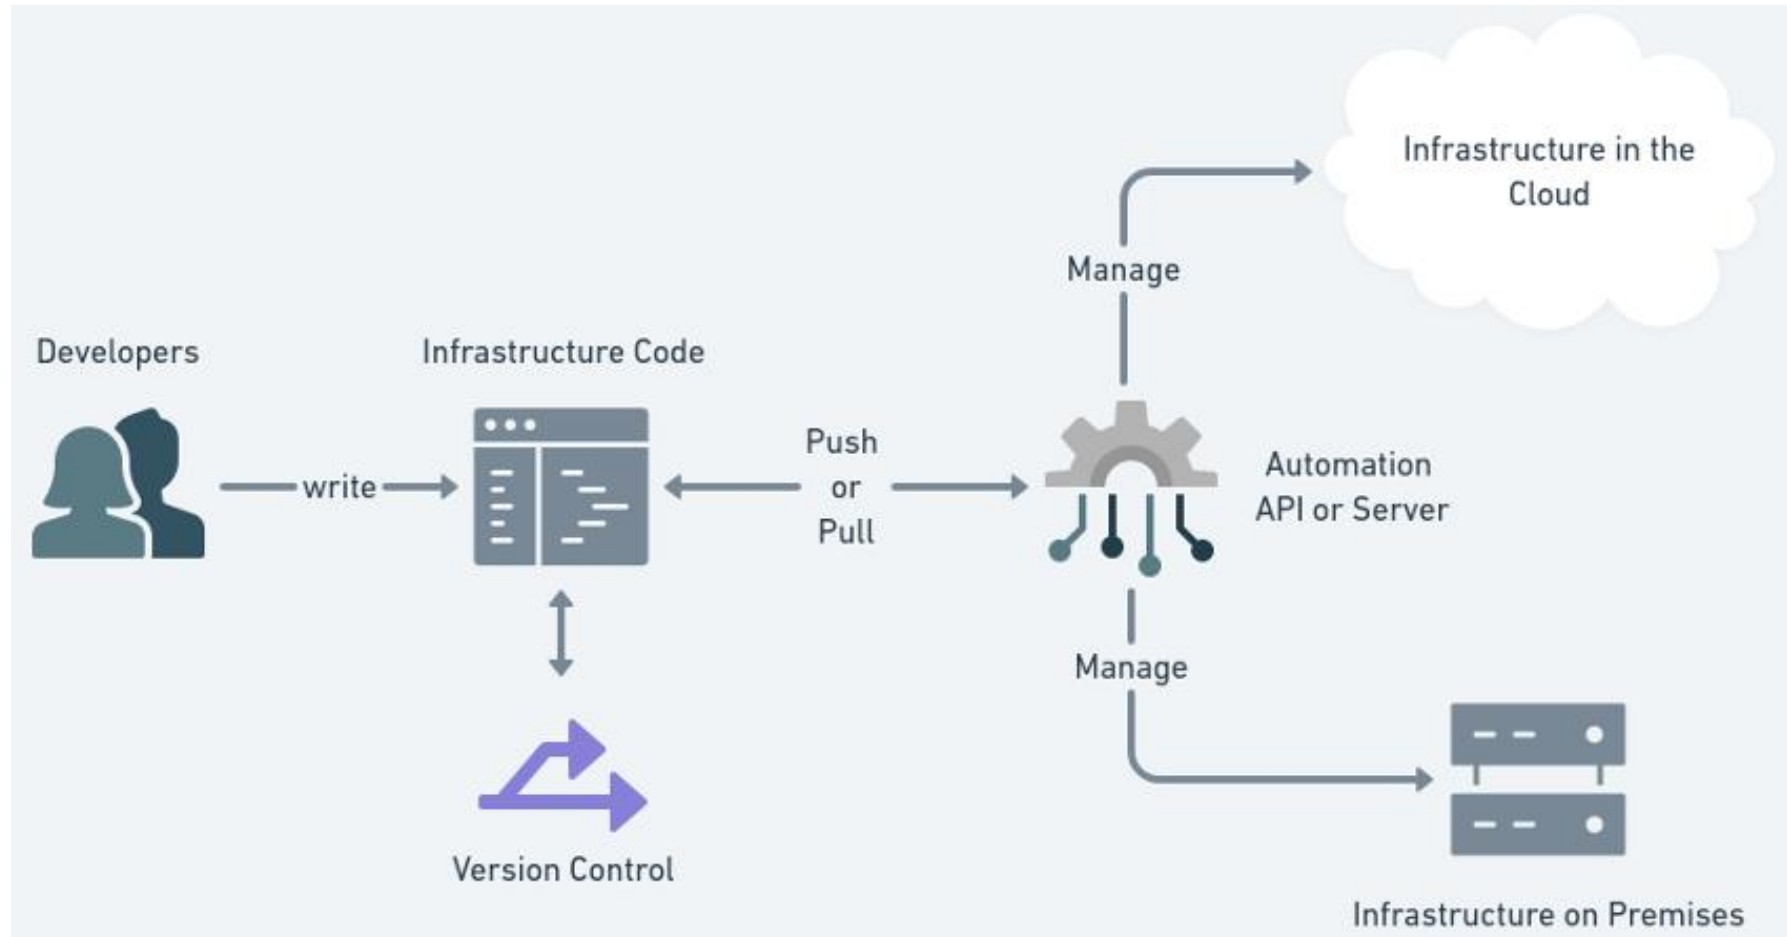 Infrastructure in the
Cloud
Manage
Developers
Infrastructure Code
write
Push
or
Pull
Automation
API or Server
Manage
Version Control
Infrastructure on Premises